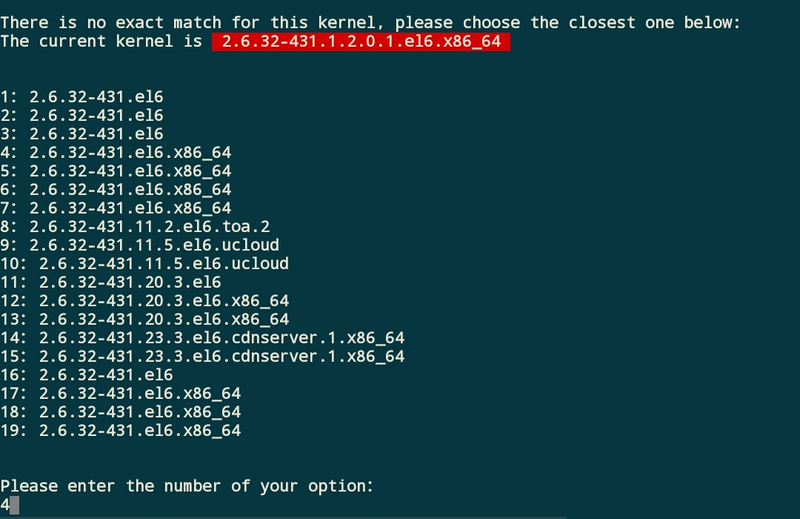 There is no exact match for this kernel, please choose the closest one below:
The current kernel is 2.6.32-431.1.2.0.1.el6.x86_64
1: 2.6.32-431.el6
2: 2.6.32-431.el6
3: 2.6.32-431.el6
4: 2.6.32-431.el6.x86_64
5: 2.6.32-431.el6.x86_64
6: 2.6.32-431.el6.x86_64
7: 2.6.32-431.el6.x86_64
8: 2.6.32-431.11.2.el6.toa.2
9: 2.6.32-431.11.5.el6.ucloud
10: 2.6.32-431.11.5.el6.ucloud
11: 2.6.32-431.20.3.el6
12: 2.6.32-431.20.3.el6.x86_64
13: 2.6.32-431.20.3.el6.x86_64
14: 2.6.32-431.23.3.el6.cdnserver.1.x86_64
15: 2.6.32-431.23.3.el6.cdnserver.1.x86_64
16: 2.6.32-431.el6
17: 2.6.32-431.el6.x86_64
18: 2.6.32-431.el6.x86_64
19: 2.6.32-431.el6.x86_64
Please enter the number of your option:
4